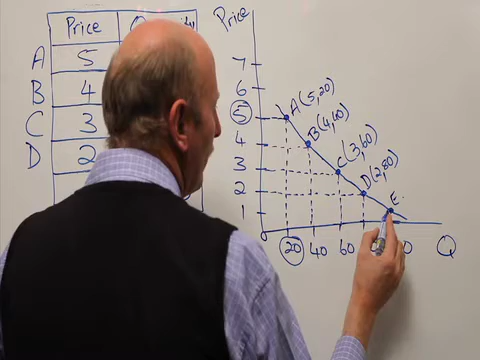 Price
A 5
B 4
C 3
D 2
Price
7
6
5
4
3
2
1
0
A(5,20)
B(4,40)
C(3,60)
D(2,80)
E
20 40 60 Q